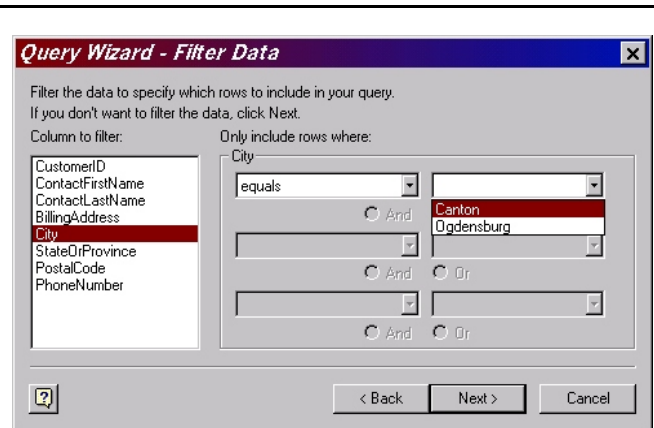 Query Wizard - Filter Data
Filter the data to specify which rows to include in your query.
If you don't want to filter the data, click Next.
Column to filter:
Only include rows where:
CustomerID
ContactFirstName
ContactLastName
BillingAddress
City
StateOrProvince
PostalCode
PhoneNumber
City
equals
And
Canton
Ogdensburg
And Or
And Or
< Back Next > Cancel